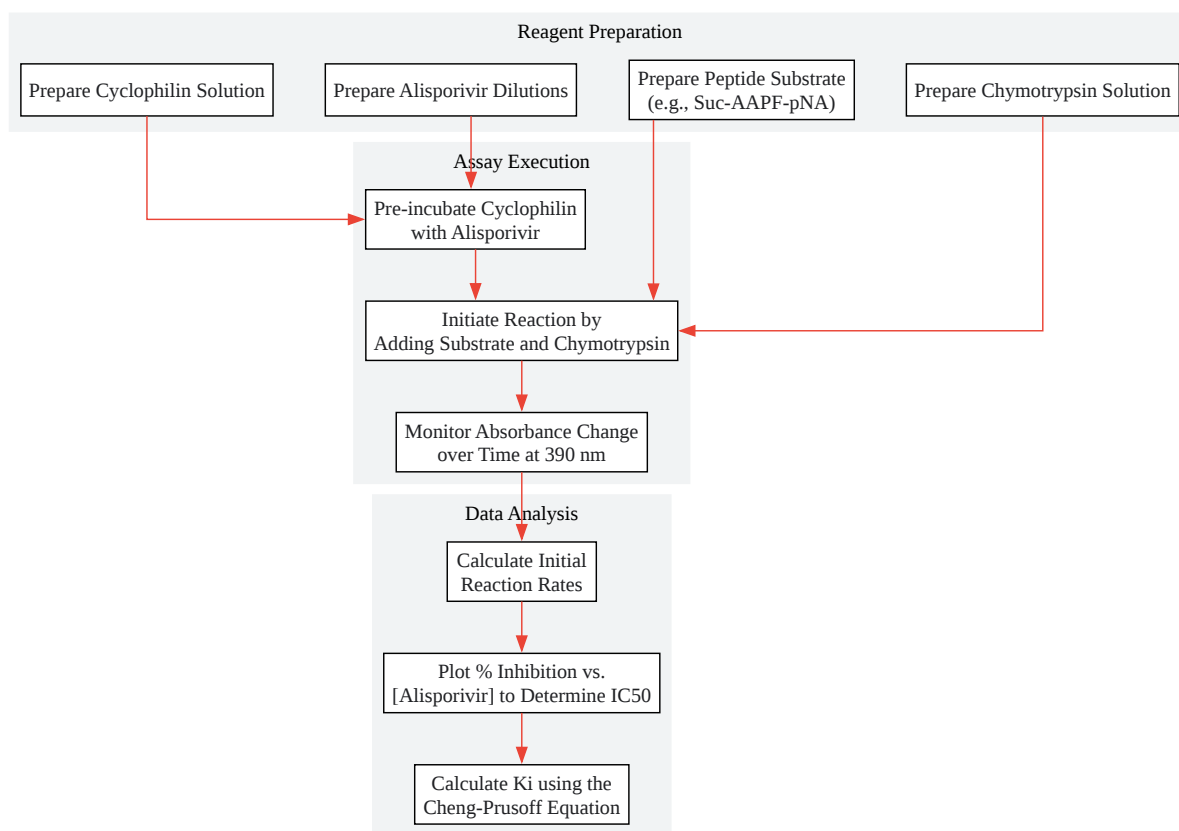 Reagent Preparation
Prepare Cyclophilin Solution
Prepare Alisporivir Dilutions
Prepare Peptide Substrate
(e.g., Suc-AAPF-pNA)
Prepare Chymotrypsin Solution
Assay Execution
Pre-incubate Cyclophilin
with Alisporivir
Initiate Reaction by
Adding Substrate and Chymotrypsin
Monitor Absorbance Change
over Time at 390 nm
Data Analysis
Calculate Initial
Reaction Rates
Plot % Inhibition vs.
[Alisporivir] to Determine IC50
Calculate Ki using the
Cheng-Prusoff Equation